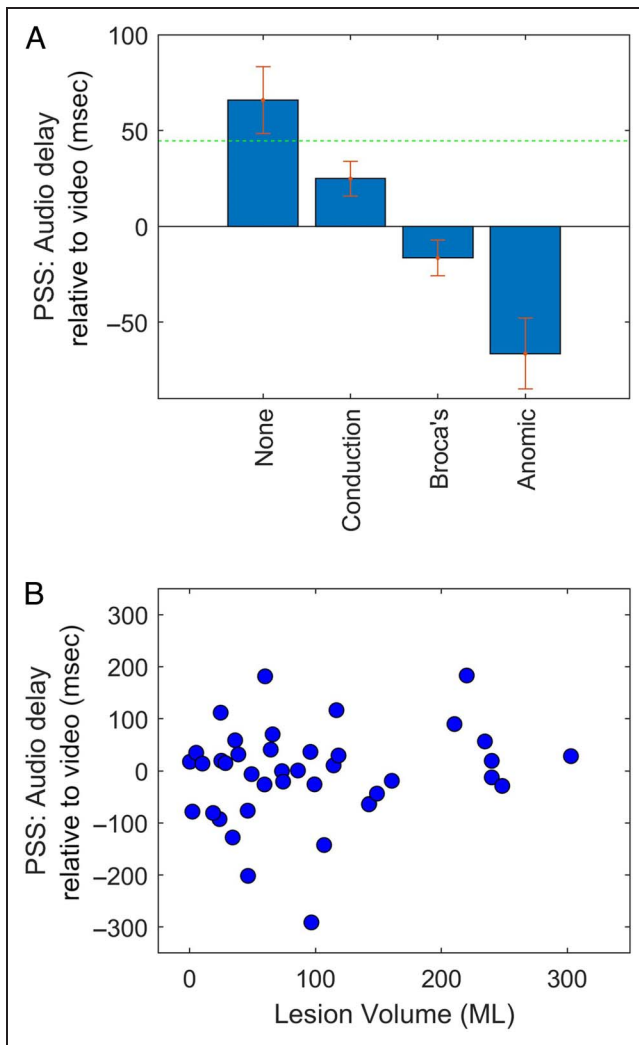 A
PSS: Audio delay
relative to video (msec)
100
50
0
−50
None
Conduction
Broca's
Anomic
B
PSS: Audio delay
relative to video (msec)
300
200
100
0
−100
−200
−300
0 100 200 300
Lesion Volume (ML)